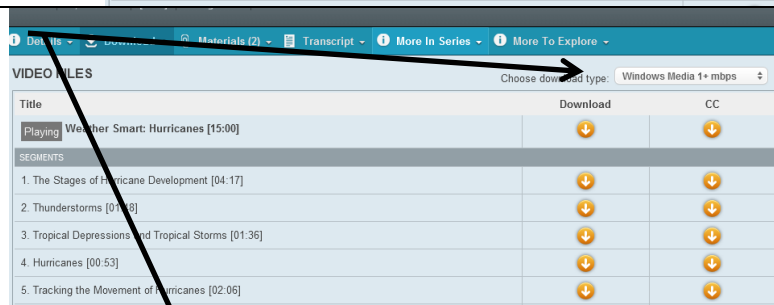 Details Download Materials (2) Transcript More In Series More To Explore
VIDEO FILES
Choose download type: Windows Media 1+ mbps
Title Download CC
Playing Weather Smart: Hurricanes [15:00]
SEGMENTS
1. The Stages of Hurricane Development [04:17]
2. Thunderstorms [01:48]
3. Tropical Depressions and Tropical Storms [01:36]
4. Hurricanes [00:53]
5. Tracking the Movement of Hurricanes [02:06]